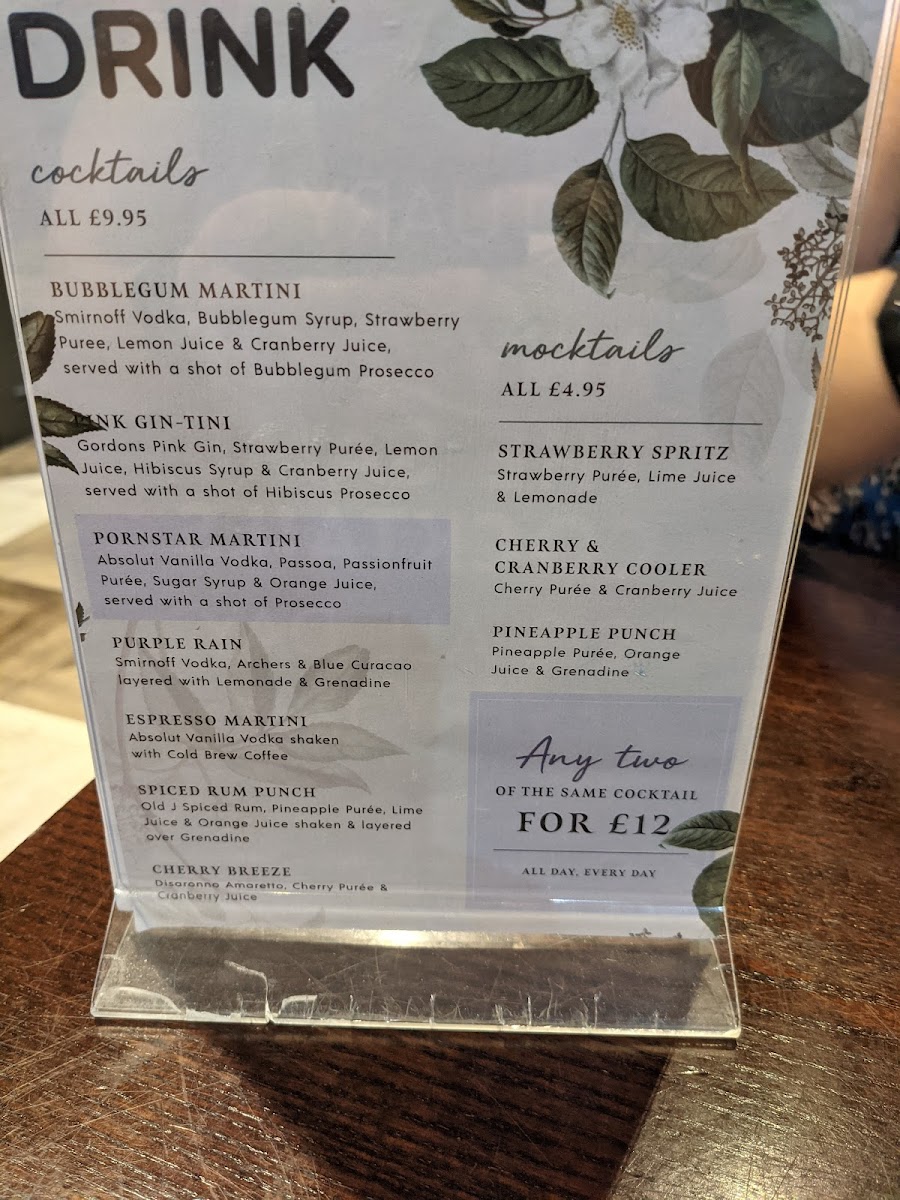 DRINK
cocktails
ALL £9.95
BUBBLEGUM MARTINI
Smirnoff Vodka, Bubblegum Syrup, Strawberry
Puree, Lemon Juice & Cranberry Juice,
served with a shot of Bubblegum Prosecco
PINK GIN-TINI
Gordons Pink Gin, Strawberry Purée, Lemon
Juice, Hibiscus Syrup & Cranberry Juice,
served with a shot of Hibiscus Prosecco
PORNSTAR MARTINI
Absolut Vanilla Vodka, Passoa, Passionfruit
Purée, Sugar Syrup & Orange Juice,
served with a shot of Prosecco
PURPLE RAIN
Smirnoff Vodka, Archers & Blue Curacao
layered with Lemonade & Grenadine
ESPRESSO MARTINI
Absolut Vanilla Vodka shaken
with Cold Brew Coffee
SPICED RUM PUNCH
Old J Spiced Rum, Pineapple Purée, Lime
Juice & Orange Juice shaken & layered
over Grenadine
CHERRY BREEZE
Disaronno Amaretto, Cherry Purée &
Cranberry Juice
mocktails
ALL £4.95
STRAWBERRY SPRITZ
Strawberry Purée, Lime Juice
& Lemonade
CHERRY &
CRANBERRY COOLER
Cherry Purée & Cranberry Juice
PINEAPPLE PUNCH
Pineapple Purée, Orange
Juice & Grenadine
Any two
OF THE SAME COCKTAIL
FOR £12
ALL DAY, EVERY DAY